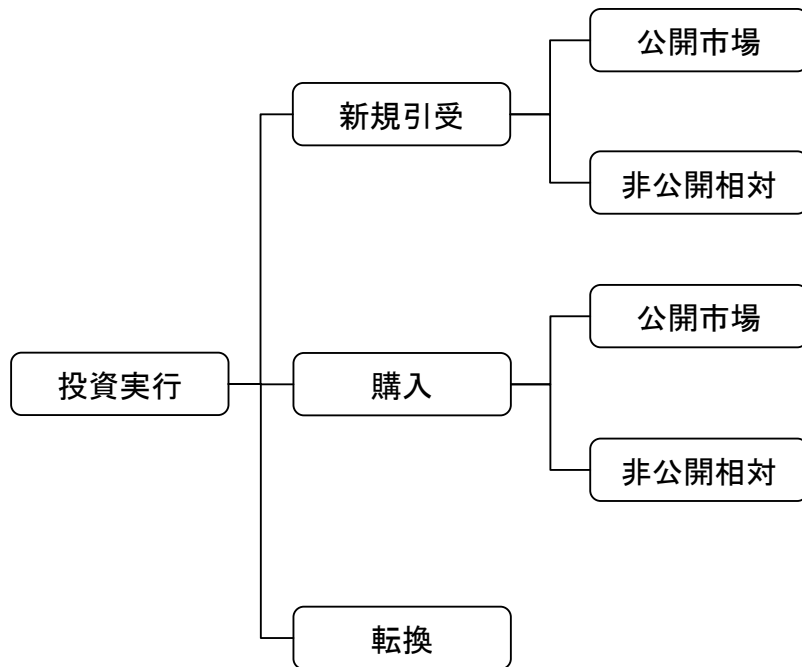 公開市場
新規引受
非公開相対
公開市場
投資実行
購入
非公開相対
転換